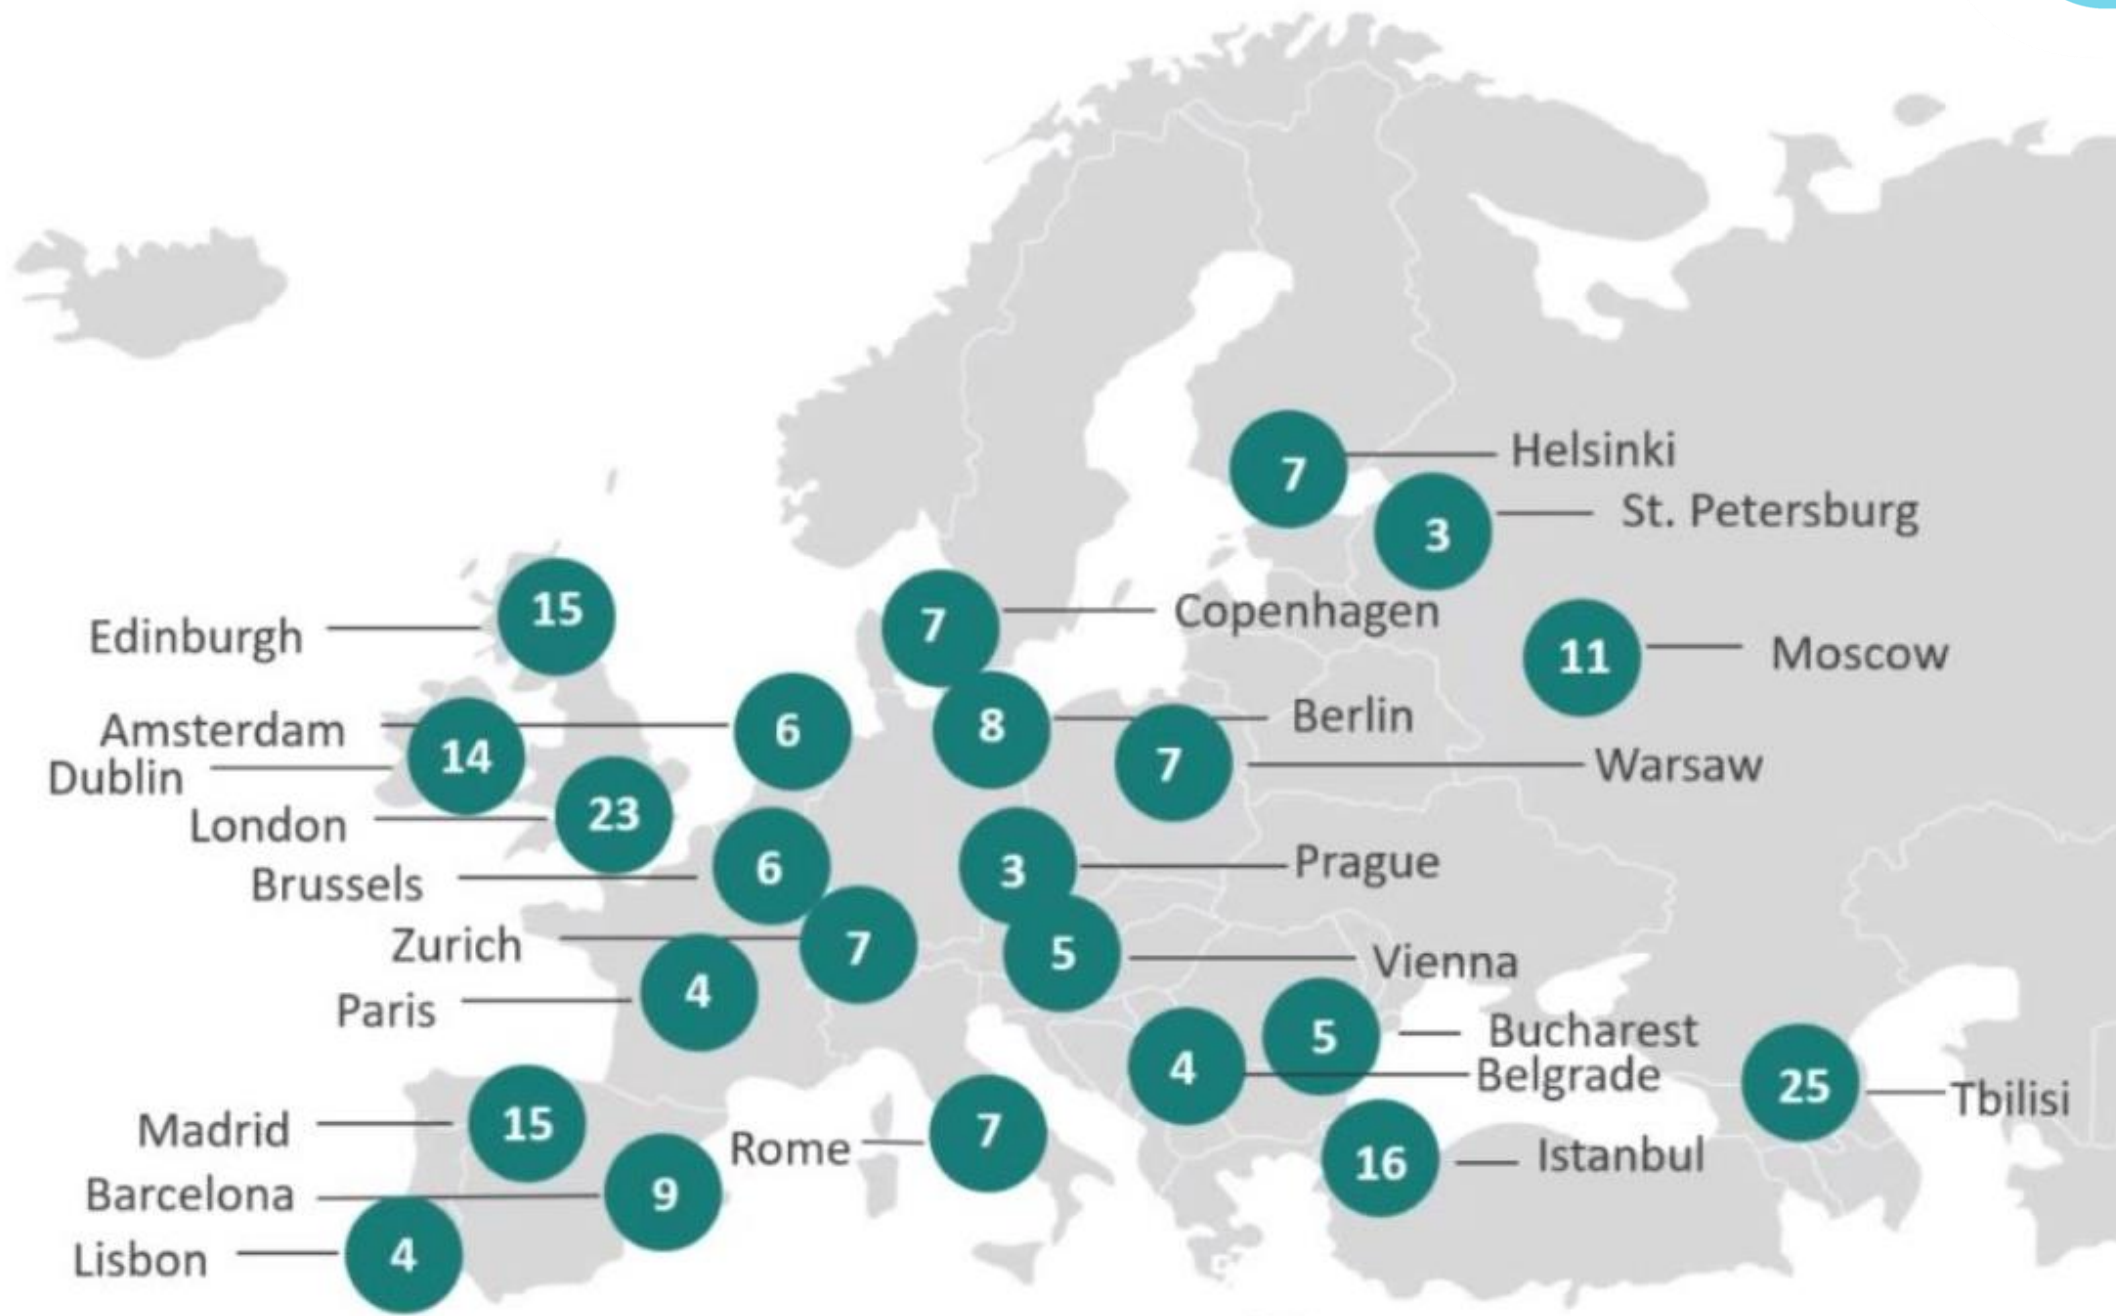 7 Helsinki
3 St. Petersburg
Edinburgh 15
7 Copenhagen
11 Moscow
Amsterdam 6
8 Berlin
Dublin 14
7 Warsaw
London 23
Brussels 6
3 Prague
Zurich 7
5 Vienna
Paris 4
5 Bucharest
4 Belgrade
25 Tbilisi
Madrid 15
Rome 7
16 Istanbul
Barcelona 9
Lisbon 4